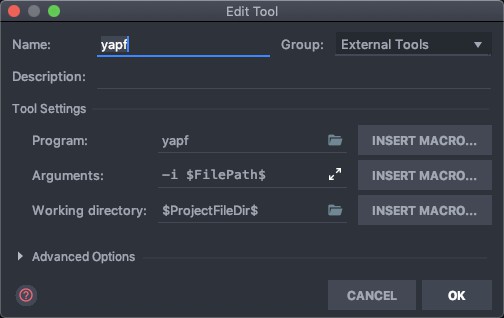 Edit Tool
Name: yapf Group: External Tools
Description:
Tool Settings
Program: yapf INSERT MACRO...
Arguments: -i $FilePath$ INSERT MACRO...
Working directory: $ProjectFileDir$ INSERT MACRO...
Advanced Options
? CANCEL OK